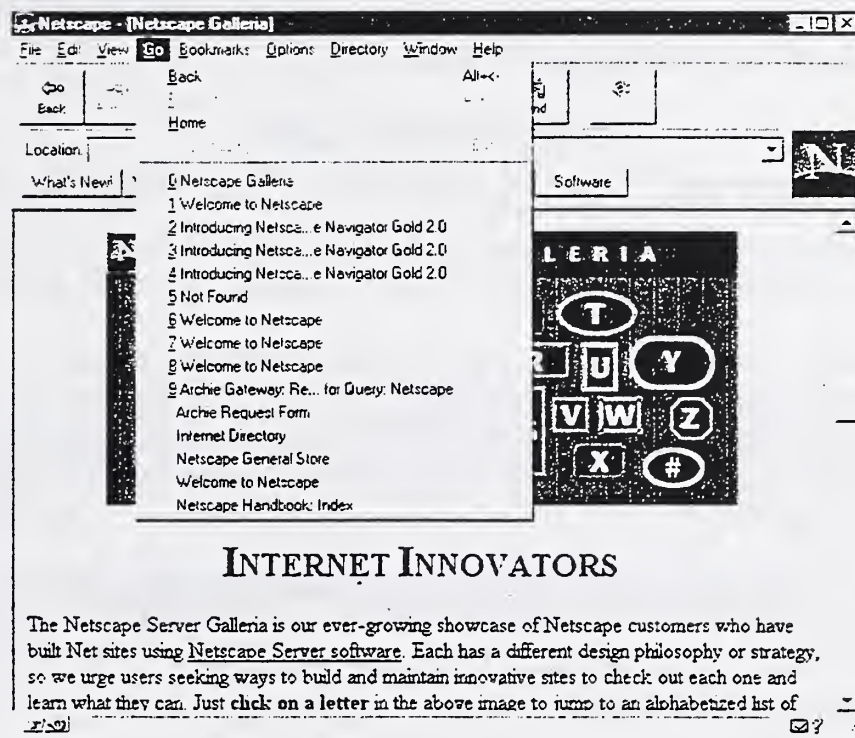 Netscape - [Netscape Galleria]
File Edit View Go Bookmarks Options Directory Window Help
Back Alt+<-
Back
Home
Location:
What's New! Software
0 Netscape Galleria
1 Welcome to Netscape
2 Introducing Netsca...e Navigator Gold 2.0
3 Introducing Netsca...e Navigator Gold 2.0
4 Introducing Netsca...e Navigator Gold 2.0
5 Not Found
6 Welcome to Netscape
7 Welcome to Netscape
8 Welcome to Netscape
9 Archie Gateway: Re... for Query: Netscape
Archie Request Form
Internet Directory
Netscape General Store
Welcome to Netscape
Netscape Handbook: Index
N
LERIA
T
R U Y
V W Z
X #
INTERNET INNOVATORS
The Netscape Server Galleria is our ever-growing showcase of Netscape customers who have
built Net sites using Netscape Server software. Each has a different design philosophy or strategy,
so we urge users seeking ways to build and maintain innovative sites to check out each one and
learn what they can. Just click on a letter in the above image to jump to an alphabetized list of